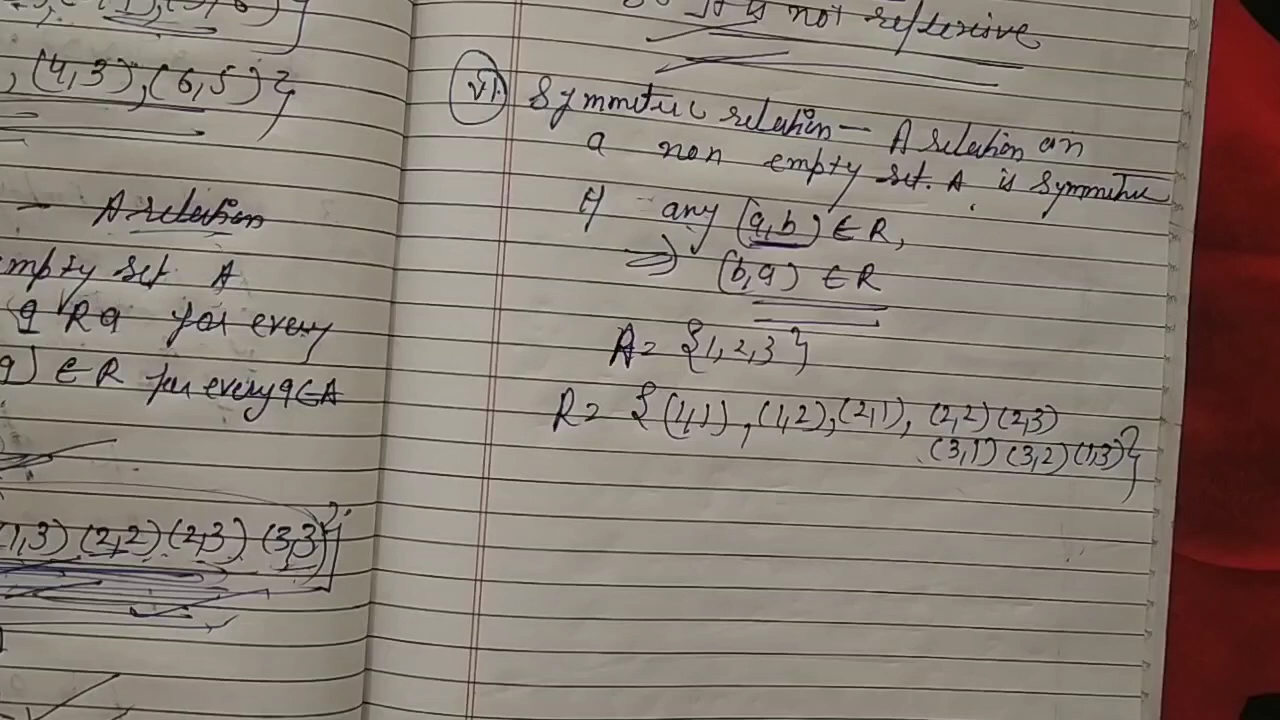 , (4,3), (6,5) }
— A relation
mpty set A
a R a for every
a) ∈ R for every a ∈ A
(1,3) (2,2) (2,3) (3,3) }
It is not reflexive
(vi) Symmetric relation — A relation on
a non empty set A is symmetric
if any (a,b) ∈ R,
⇒ (b,a) ∈ R
A = {1,2,3}
R = { (1,1), (1,2), (2,1), (2,2) (2,3)
(3,1) (3,2) (1,3) }